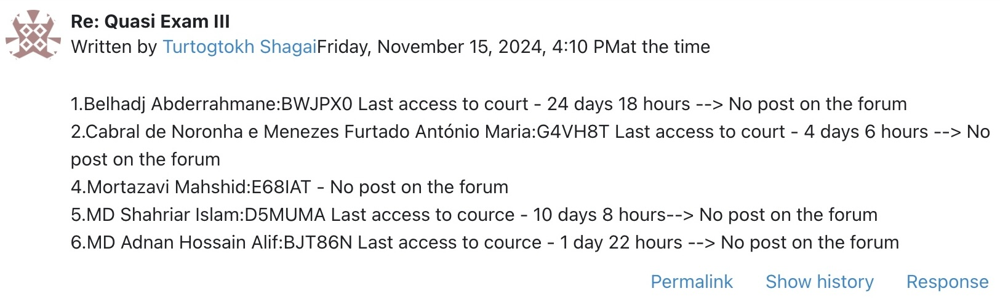 Re: Quasi Exam III
Written by Turtogtokh ShagaiFriday, November 15, 2024, 4:10 PMat the time
1.Belhadj Abderrahmane:BWJPX0 Last access to court - 24 days 18 hours --> No post on the forum
2.Cabral de Noronha e Menezes Furtado António Maria:G4VH8T Last access to court - 4 days 6 hours --> No
post on the forum
4.Mortazavi Mahshid:E68IAT - No post on the forum
5.MD Shahriar Islam:D5MUMA Last access to cource - 10 days 8 hours--> No post on the forum
6.MD Adnan Hossain Alif:BJT86N Last access to cource - 1 day 22 hours --> No post on the forum
Permalink Show history Response